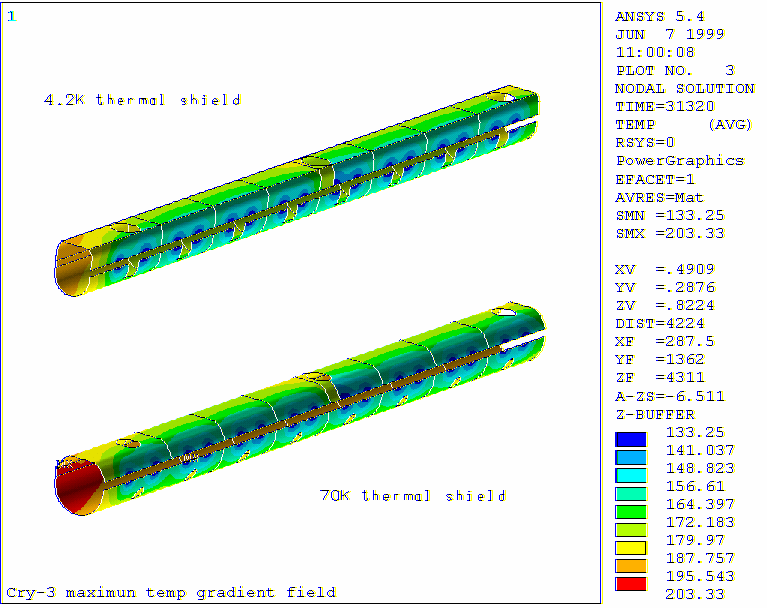 1
4.2K thermal shield
70K thermal shield
Cry-3 maximun temp gradient field
ANSYS 5.4
JUN 7 1999
11:00:08
PLOT NO. 3
NODAL SOLUTION
TIME=31320
TEMP (AVG)
RSYS=0
PowerGraphics
EFACET=1
AVRES=Mat
SMN =133.25
SMX =203.33
XV =.4909
YV =.2876
ZV =.8224
DIST=4224
XF =287.5
YF =1362
ZF =4311
A-ZS=-6.511
Z-BUFFER
133.25
141.037
148.823
156.61
164.397
172.183
179.97
187.757
195.543
203.33